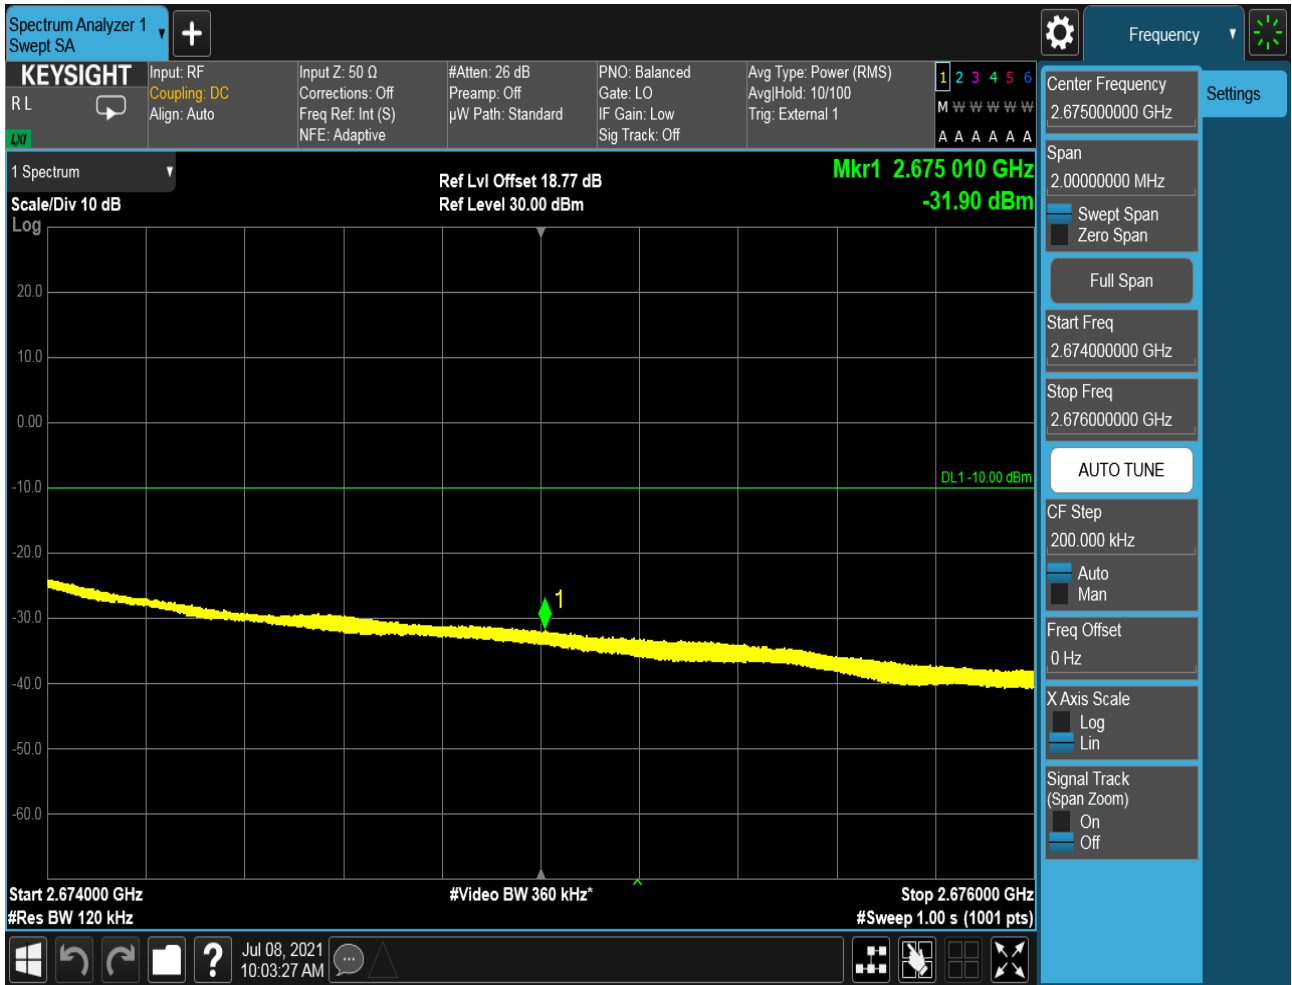 Spectrum Analyzer 1
Swept SA
Frequency
KEYSIGHT
R L
LXI
Input: RF
Coupling: DC
Align: Auto
Input Z: 50 Ω
Corrections: Off
Freq Ref: Int (S)
NFE: Adaptive
#Atten: 26 dB
Preamp: Off
µW Path: Standard
PNO: Balanced
Gate: LO
IF Gain: Low
Sig Track: Off
Avg Type: Power (RMS)
Avg|Hold: 10/100
Trig: External 1
1 2 3 4 5 6
M W W W W W
A A A A A A
1 Spectrum
Scale/Div 10 dB
Log
Ref Lvl Offset 18.77 dB
Ref Level 30.00 dBm
Mkr1 2.675 010 GHz
-31.90 dBm
20.0
10.0
0.00
-10.0
DL1 -10.00 dBm
-20.0
1
-30.0
-40.0
-50.0
-60.0
Start 2.674000 GHz
#Res BW 120 kHz
#Video BW 360 kHz*
Stop 2.676000 GHz
#Sweep 1.00 s (1001 pts)
Jul 08, 2021
10:03:27 AM
Center Frequency
2.675000000 GHz
Settings
Span
2.00000000 MHz
Swept Span
Zero Span
Full Span
Start Freq
2.674000000 GHz
Stop Freq
2.676000000 GHz
AUTO TUNE
CF Step
200.000 kHz
Auto
Man
Freq Offset
0 Hz
X Axis Scale
Log
Lin
Signal Track
(Span Zoom)
On
Off